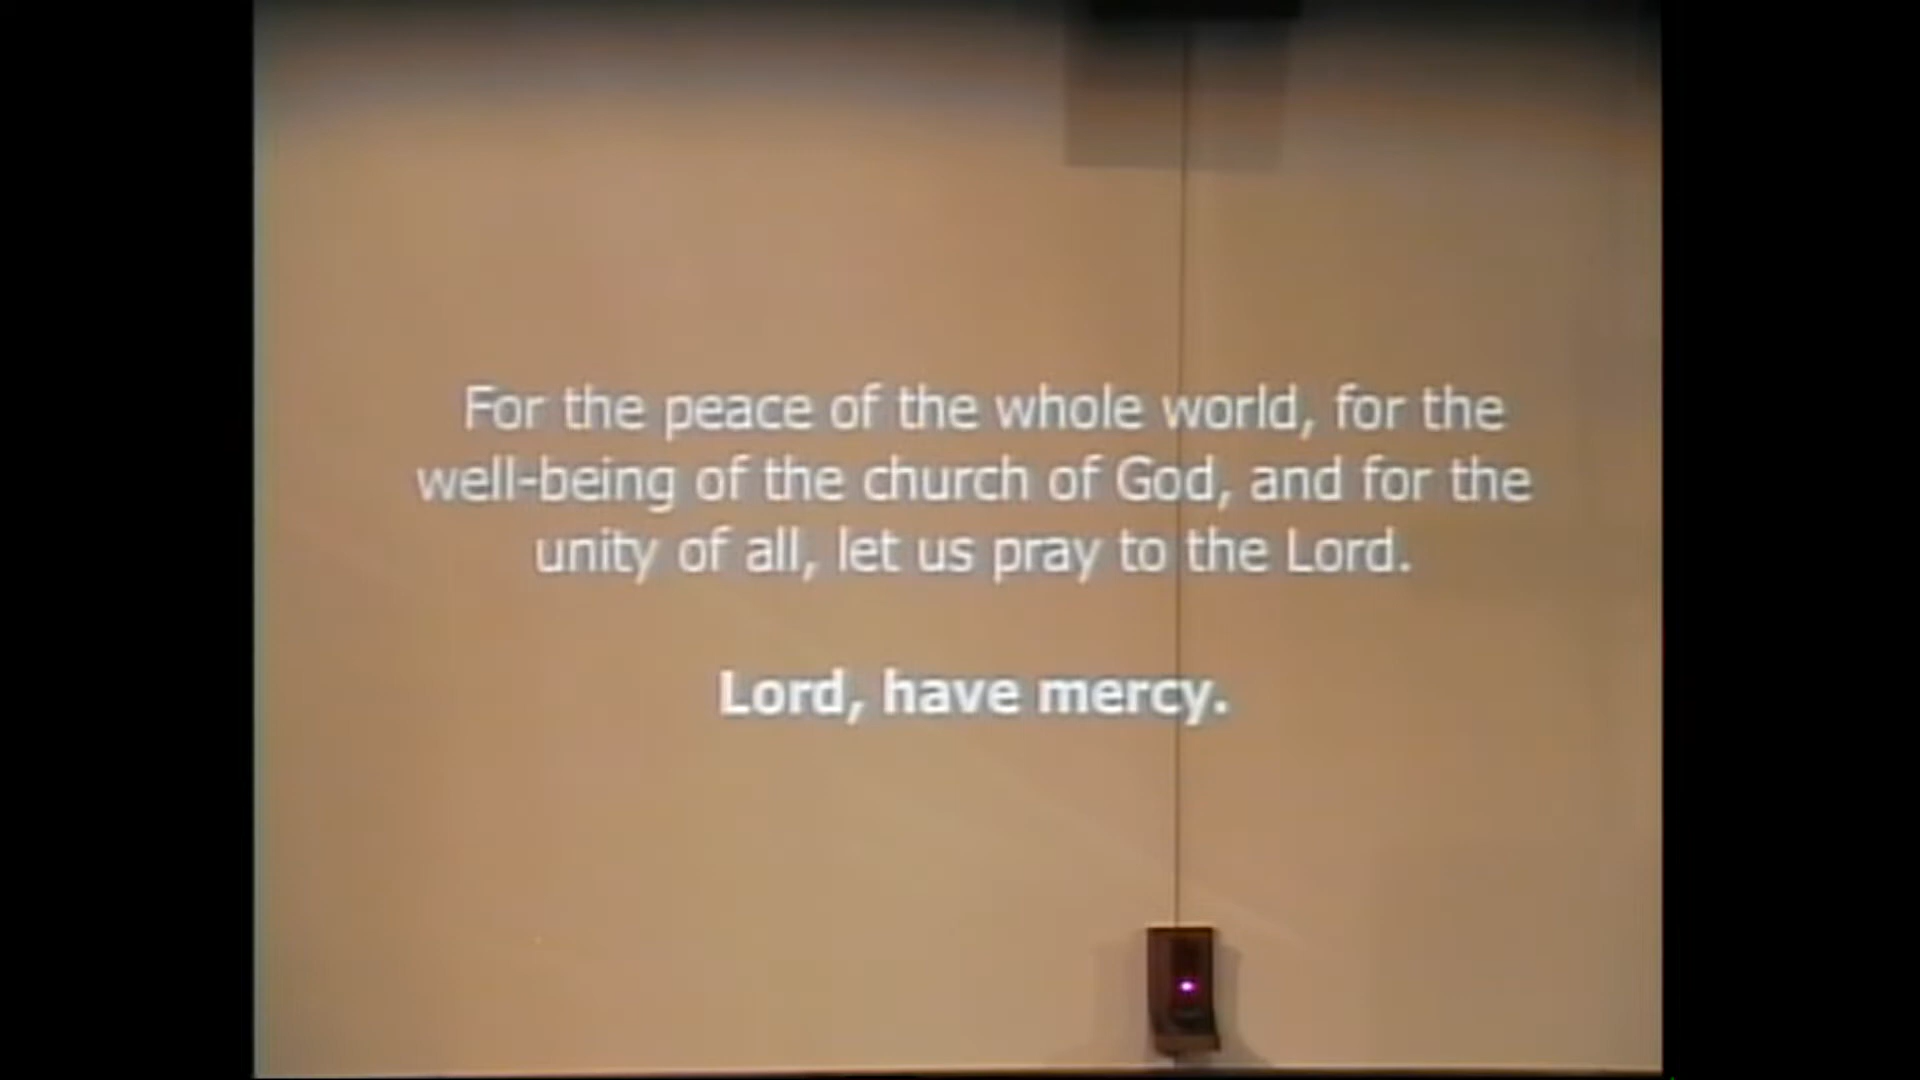 For the peace of the whole world, for the
well-being of the church of God, and for the
unity of all, let us pray to the Lord.
Lord, have mercy.